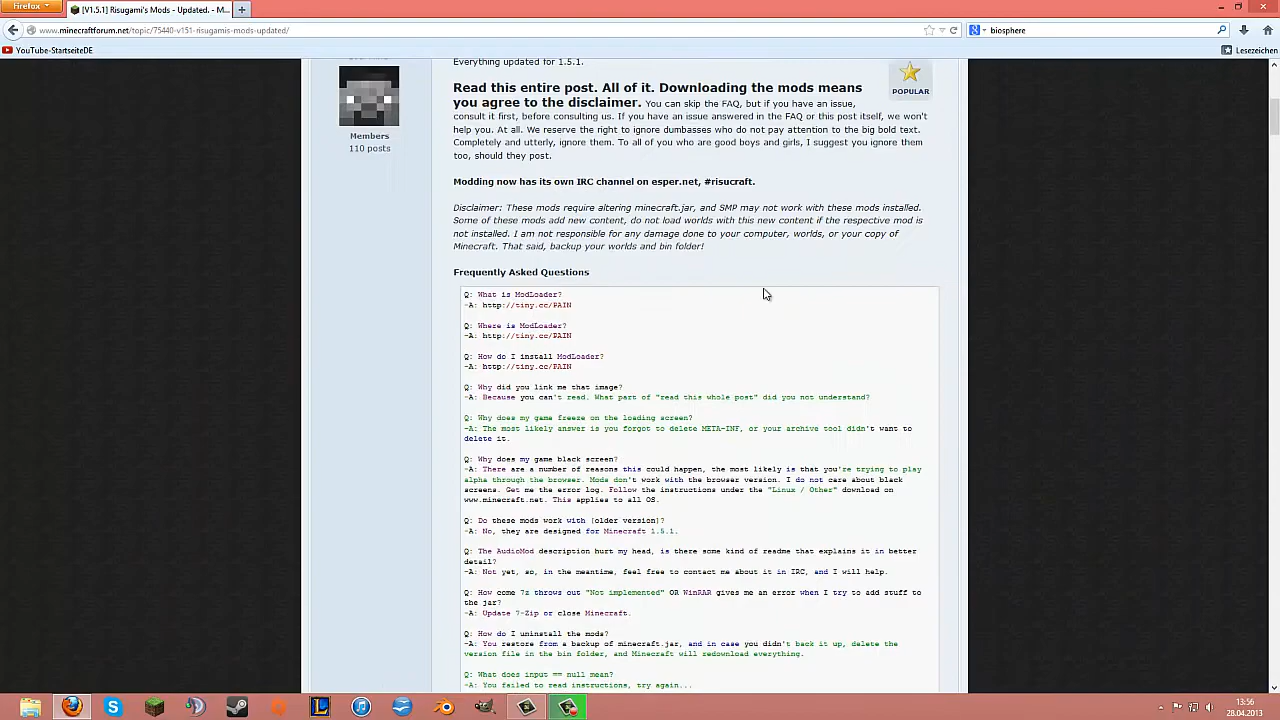 Firefox
[V1.5.1] Risugami's Mods - Updated. - M...
www.minecraftforum.net/topic/75440-v151-risugamis-mods-updated/
biosphere
YouTube-StartseiteDE
Lesezeichen
Everything updated for 1.5.1.
Read this entire post. All of it. Downloading the mods means
you agree to the disclaimer. You can skip the FAQ, but if you have an issue,
consult it first, before consulting us. If you have an issue answered in the FAQ or this post itself, we won't
help you. At all. We reserve the right to ignore dumbasses who do not pay attention to the big bold text.
Completely and utterly, ignore them. To all of you who are good boys and girls, I suggest you ignore them
too, should they post.
POPULAR
Members
110 posts
Modding now has its own IRC channel on esper.net, #risucraft.
Disclaimer: These mods require altering minecraft.jar, and SMP may not work with these mods installed.
Some of these mods add new content, do not load worlds with this new content if the respective mod is
not installed. I am not responsible for any damage done to your computer, worlds, or your copy of
Minecraft. That said, backup your worlds and bin folder!
Frequently Asked Questions
Q: What is ModLoader?
-A: http://tiny.cc/PAIN
Q: Where is ModLoader?
-A: http://tiny.cc/PAIN
Q: How do I install ModLoader?
-A: http://tiny.cc/PAIN
Q: Why did you link me that image?
-A: Because you can't read. What part of "read this whole post" did you not understand?
Q: Why does my game freeze on the loading screen?
-A: The most likely answer is you forgot to delete META-INF, or your archive tool didn't want to
delete it.
Q: Why does my game black screen?
-A: There are a number of reasons this could happen, the most likely is that you're trying to play
alpha through the browser. Mods don't work with the browser version. I do not care about black
screens. Get me the error log. Follow the instructions under the "Linux / Other" download on
www.minecraft.net. This applies to all OS.
Q: Do these mods work with [older version]?
-A: No, they are designed for Minecraft 1.5.1.
Q: The AudioMod description hurt my head, is there some kind of readme that explains it in better
detail?
-A: Not yet, so, in the meantime, feel free to contact me about it in IRC, and I will help.
Q: How come 7z throws out "Not implemented" OR WinRAR gives me an error when I try to add stuff to
the jar?
-A: Update 7-Zip or close Minecraft.
Q: How do I uninstall the mods?
-A: You restore from a backup of minecraft.jar, and in case you didn't back it up, delete the
version file in the bin folder, and Minecraft will redownload everything.
Q: What does input == null mean?
-A: You failed to read instructions, try again...
13:56
28.04.2013